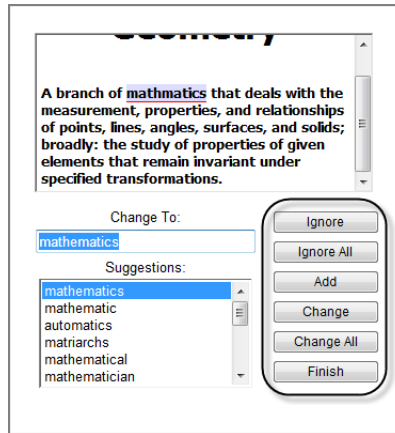 Geometry
A branch of mathmatics that deals with the
measurement, properties, and relationships
of points, lines, angles, surfaces, and solids;
broadly: the study of properties of given
elements that remain invariant under
specified transformations.
Change To:
mathematics
Suggestions:
mathematics
mathematic
automatics
matriarchs
mathematical
mathematician
Ignore
Ignore All
Add
Change
Change All
Finish